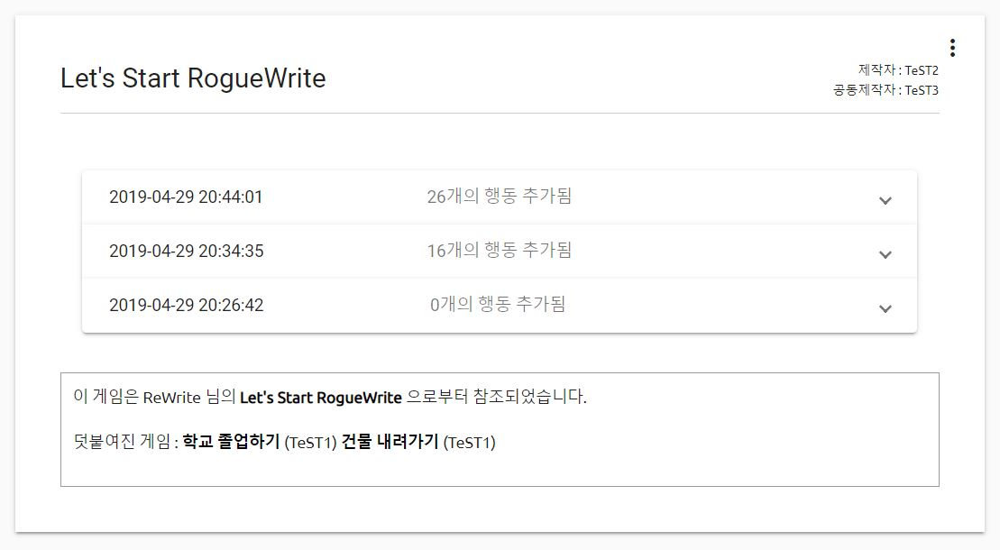 Let's Start RogueWrite
제작자 : TeST2
공동제작자 : TeST3
2019-04-29 20:44:01 26개의 행동 추가됨
2019-04-29 20:34:35 16개의 행동 추가됨
2019-04-29 20:26:42 0개의 행동 추가됨
이 게임은 ReWrite 님의 Let's Start RogueWrite 으로부터 참조되었습니다.
덧붙여진 게임 : 학교 졸업하기 (TeST1) 건물 내려가기 (TeST1)